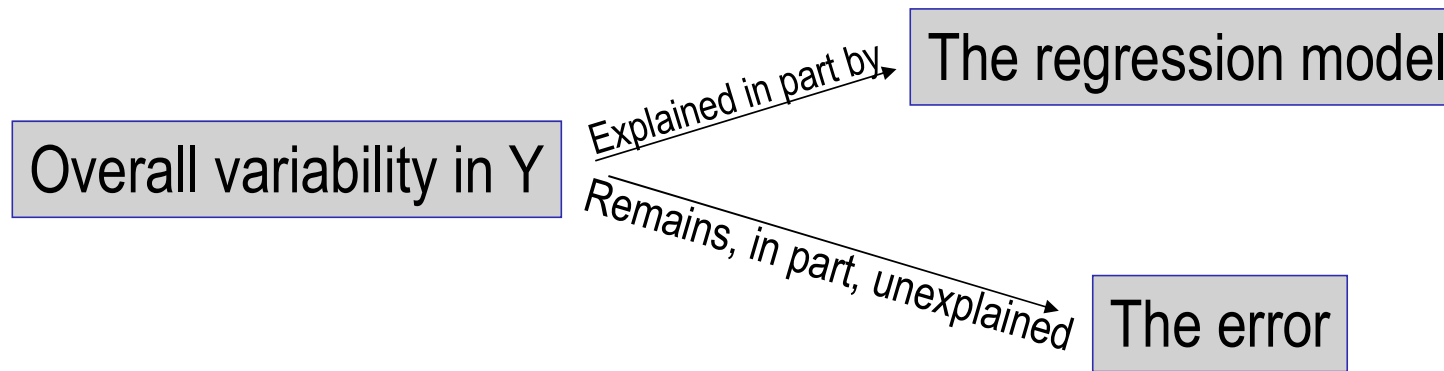 The regression model
Explained in part by
Overall variability in Y
Remains, in part, unexplained
The error